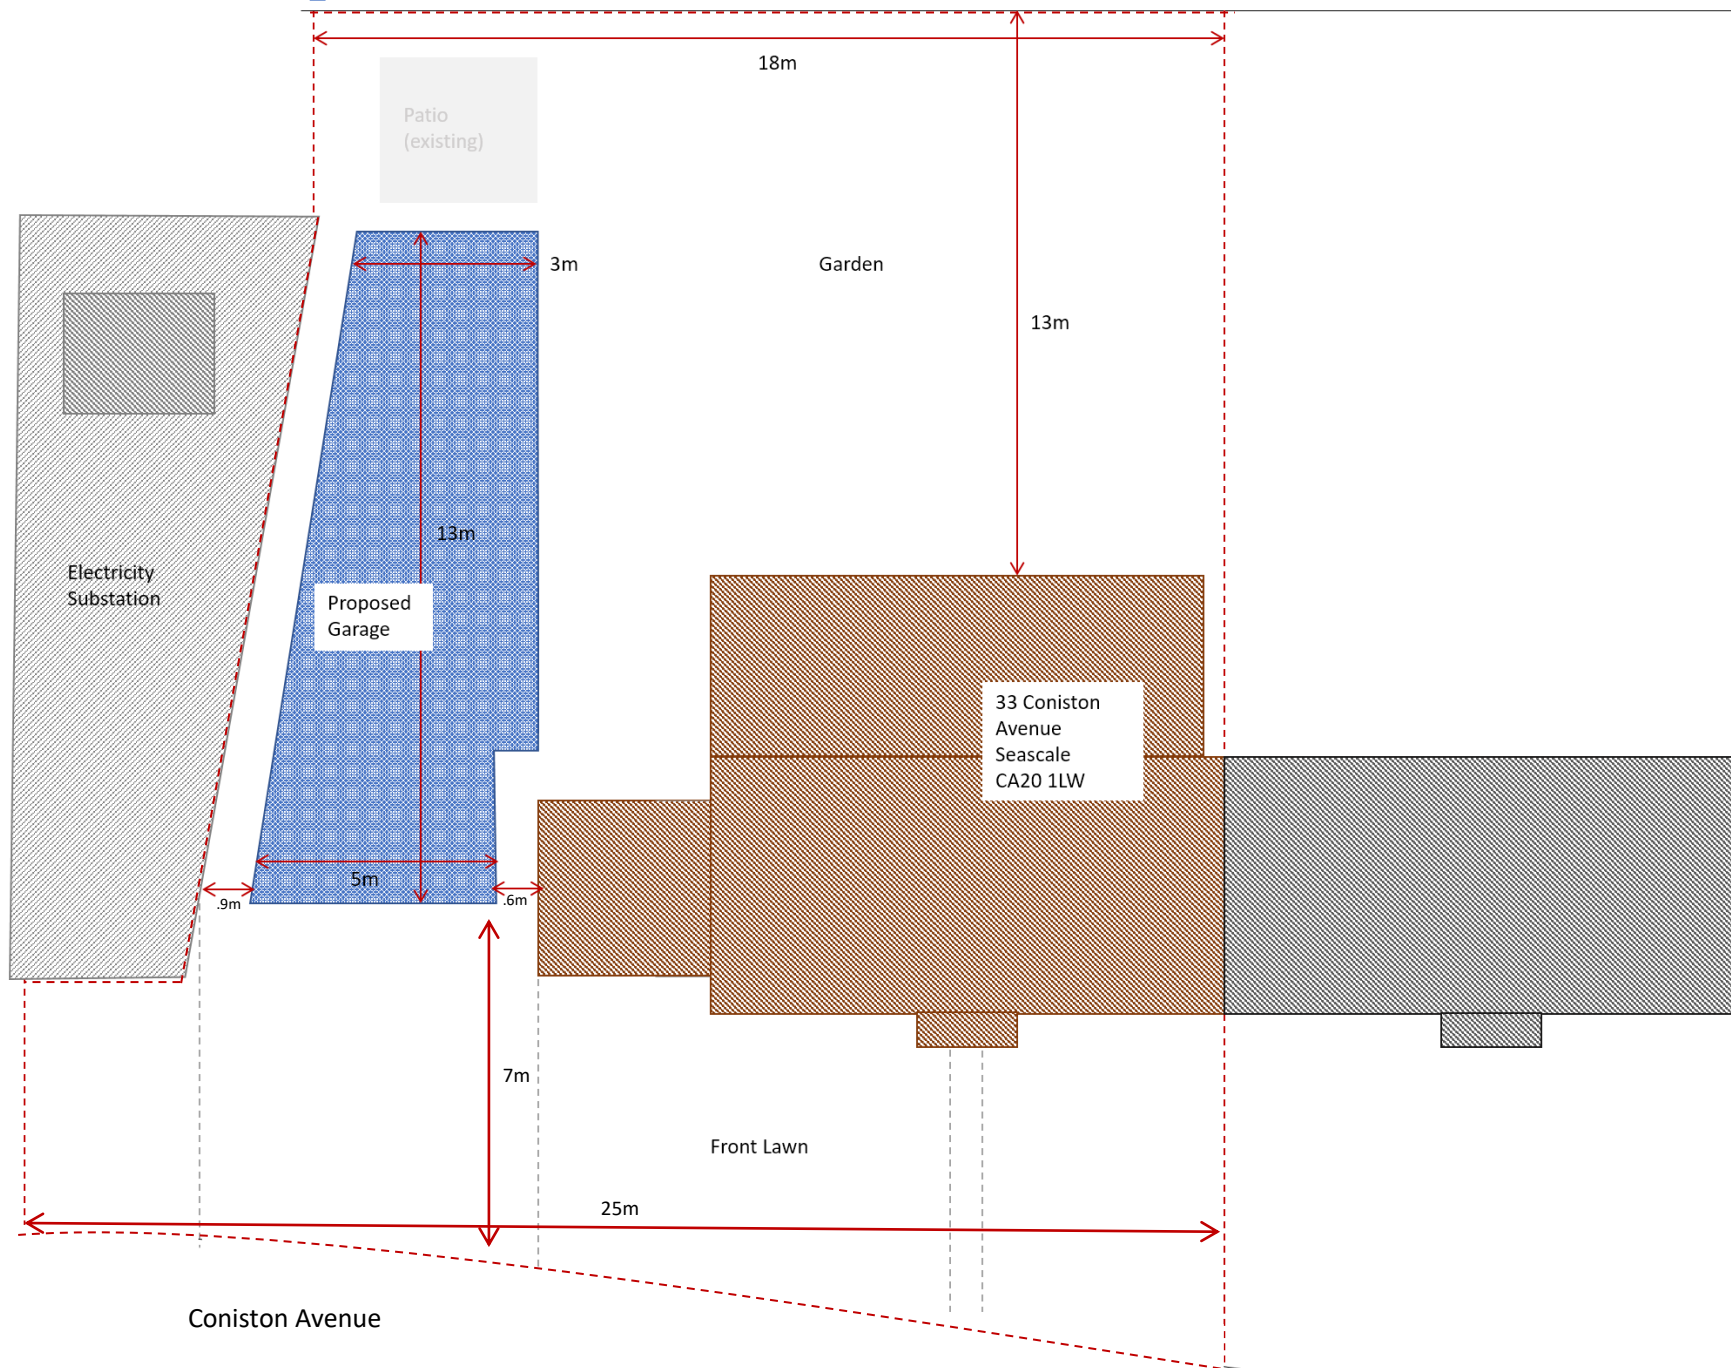 18m
Patio
(existing)
3m
Garden
13m
13m
Electricity
Substation
Proposed
Garage
33 Coniston
Avenue
Seascale
CA20 1LW
5m
.9m
.6m
7m
Front Lawn
25m
Coniston Avenue